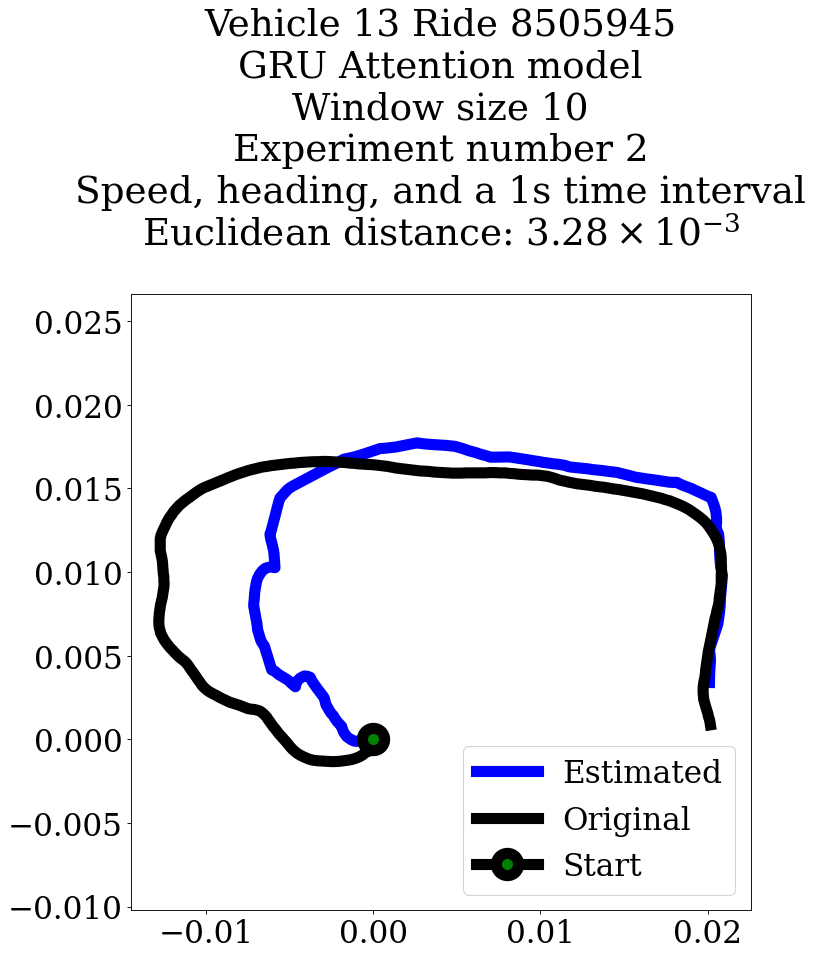 Vehicle 13 Ride 8505945
GRU Attention model
Window size 10
Experiment number 2
Speed, heading, and a 1s time interval
Euclidean distance: 3.28 × 10⁻³
0.025
0.020
0.015
0.010
0.005
0.000
−0.005
−0.010
−0.01 0.00 0.01 0.02
Estimated
Original
Start